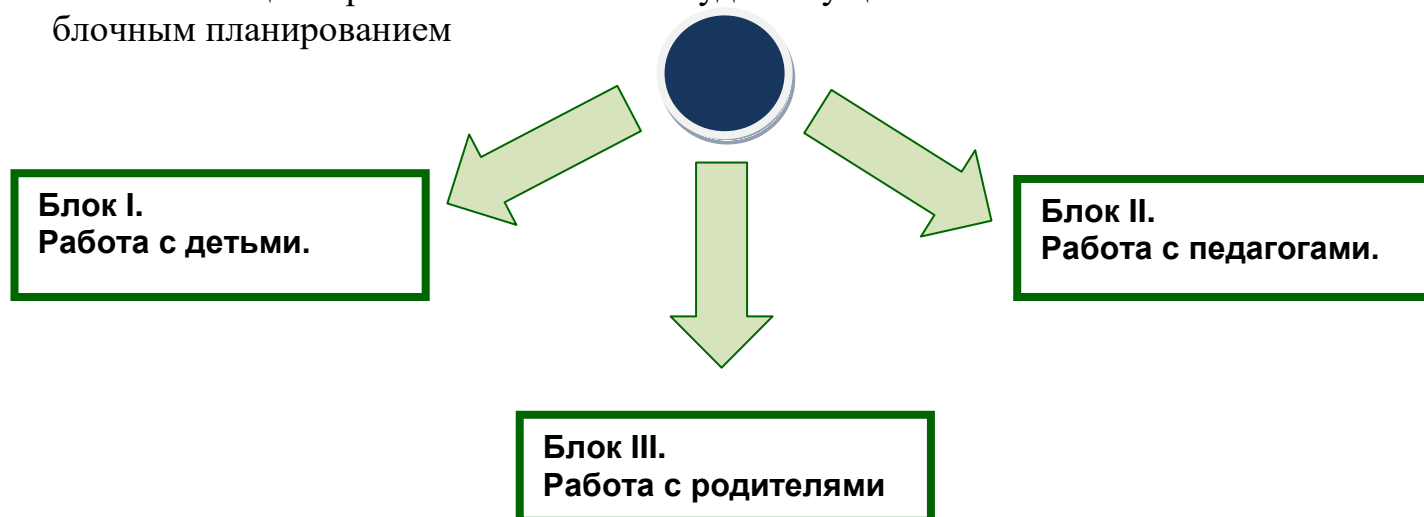 блочным планированием
Блок I.
Работа с детьми.
Блок II.
Работа с педагогами.
Блок III.
Работа с родителями